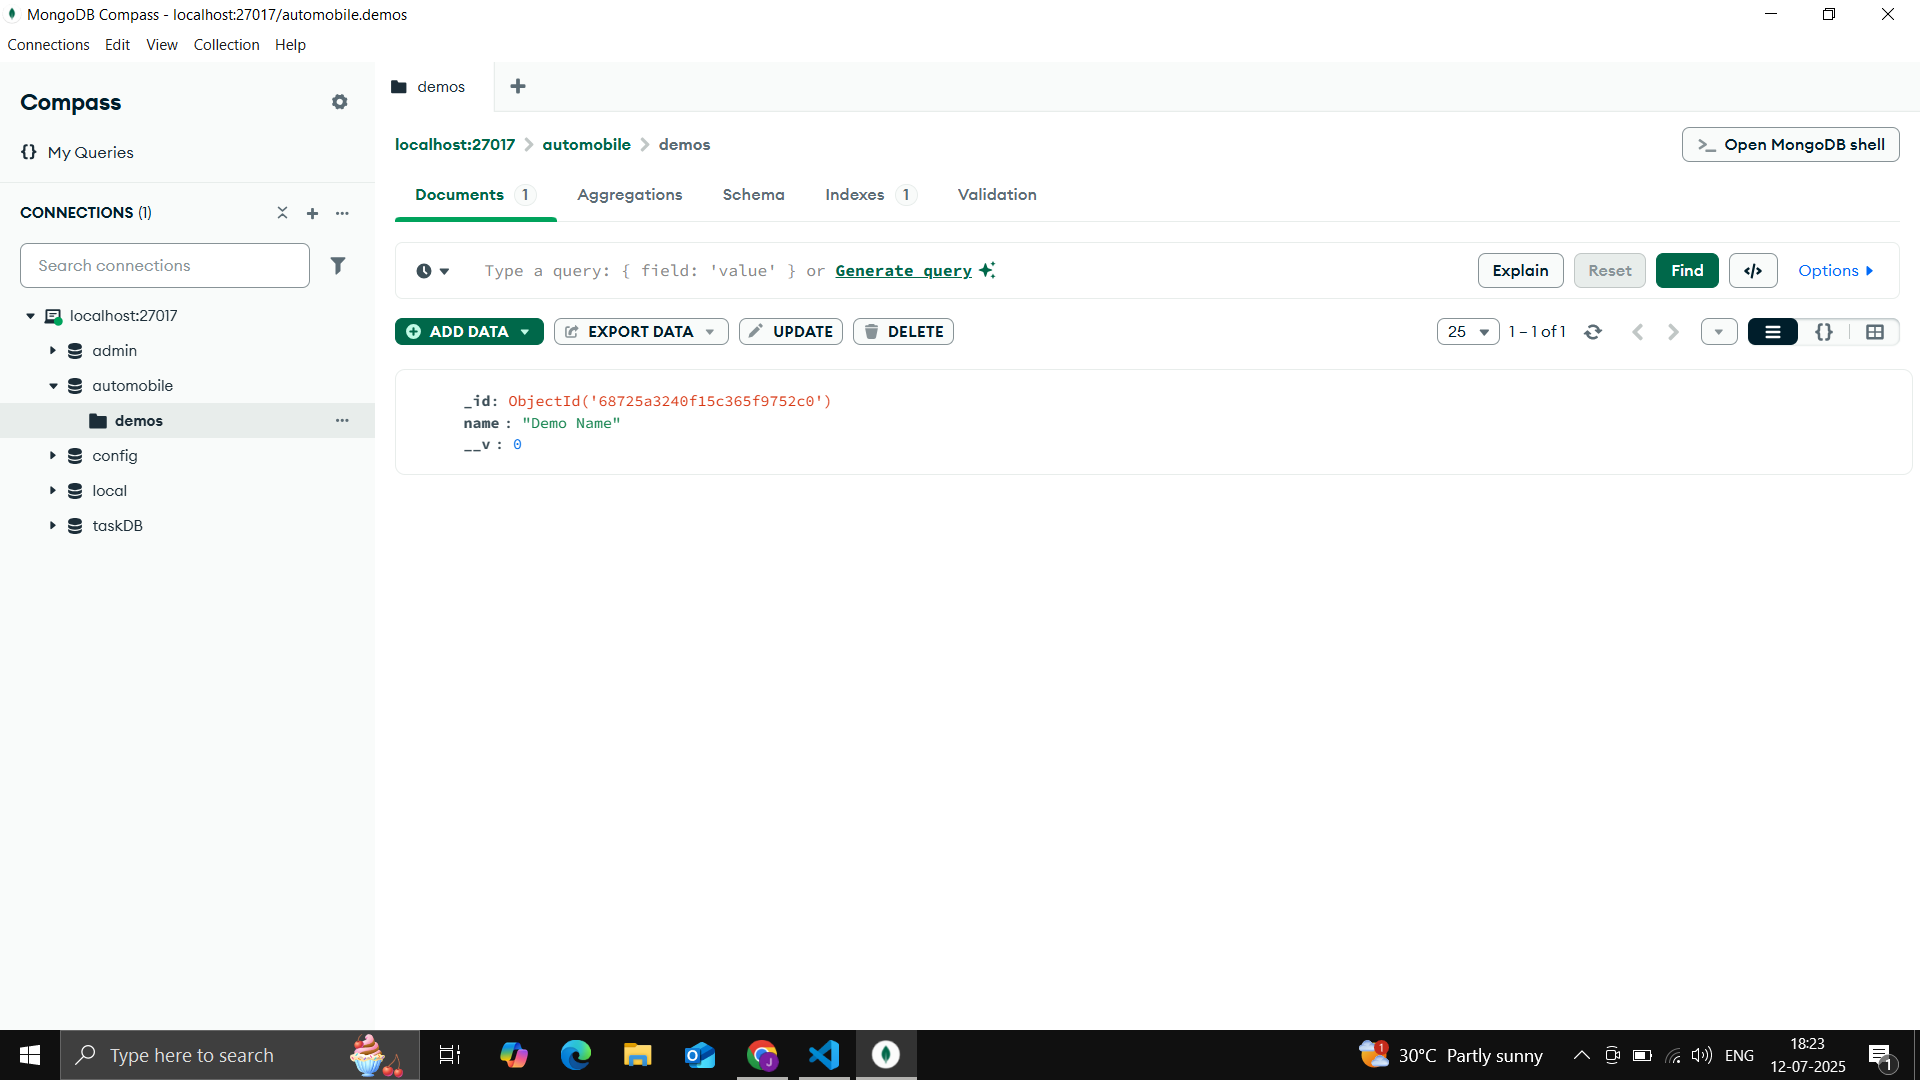 MongoDB Compass - localhost:27017/automobile.demos
Connections Edit View Collection Help
Compass
{} My Queries
CONNECTIONS (1)
Search connections
localhost:27017
admin
automobile
demos
config
local
taskDB
demos
localhost:27017 automobile demos
Open MongoDB shell
Documents 1 Aggregations Schema Indexes 1 Validation
Type a query: { field: 'value' } or Generate query
Explain Reset Find </> Options
ADD DATA EXPORT DATA UPDATE DELETE
25 1 – 1 of 1 {}
_id: ObjectId('68725a3240f15c365f9752c0')
name : "Demo Name"
__v : 0
Type here to search
1 30°C Partly sunny
ENG
18:23
12-07-2025
1